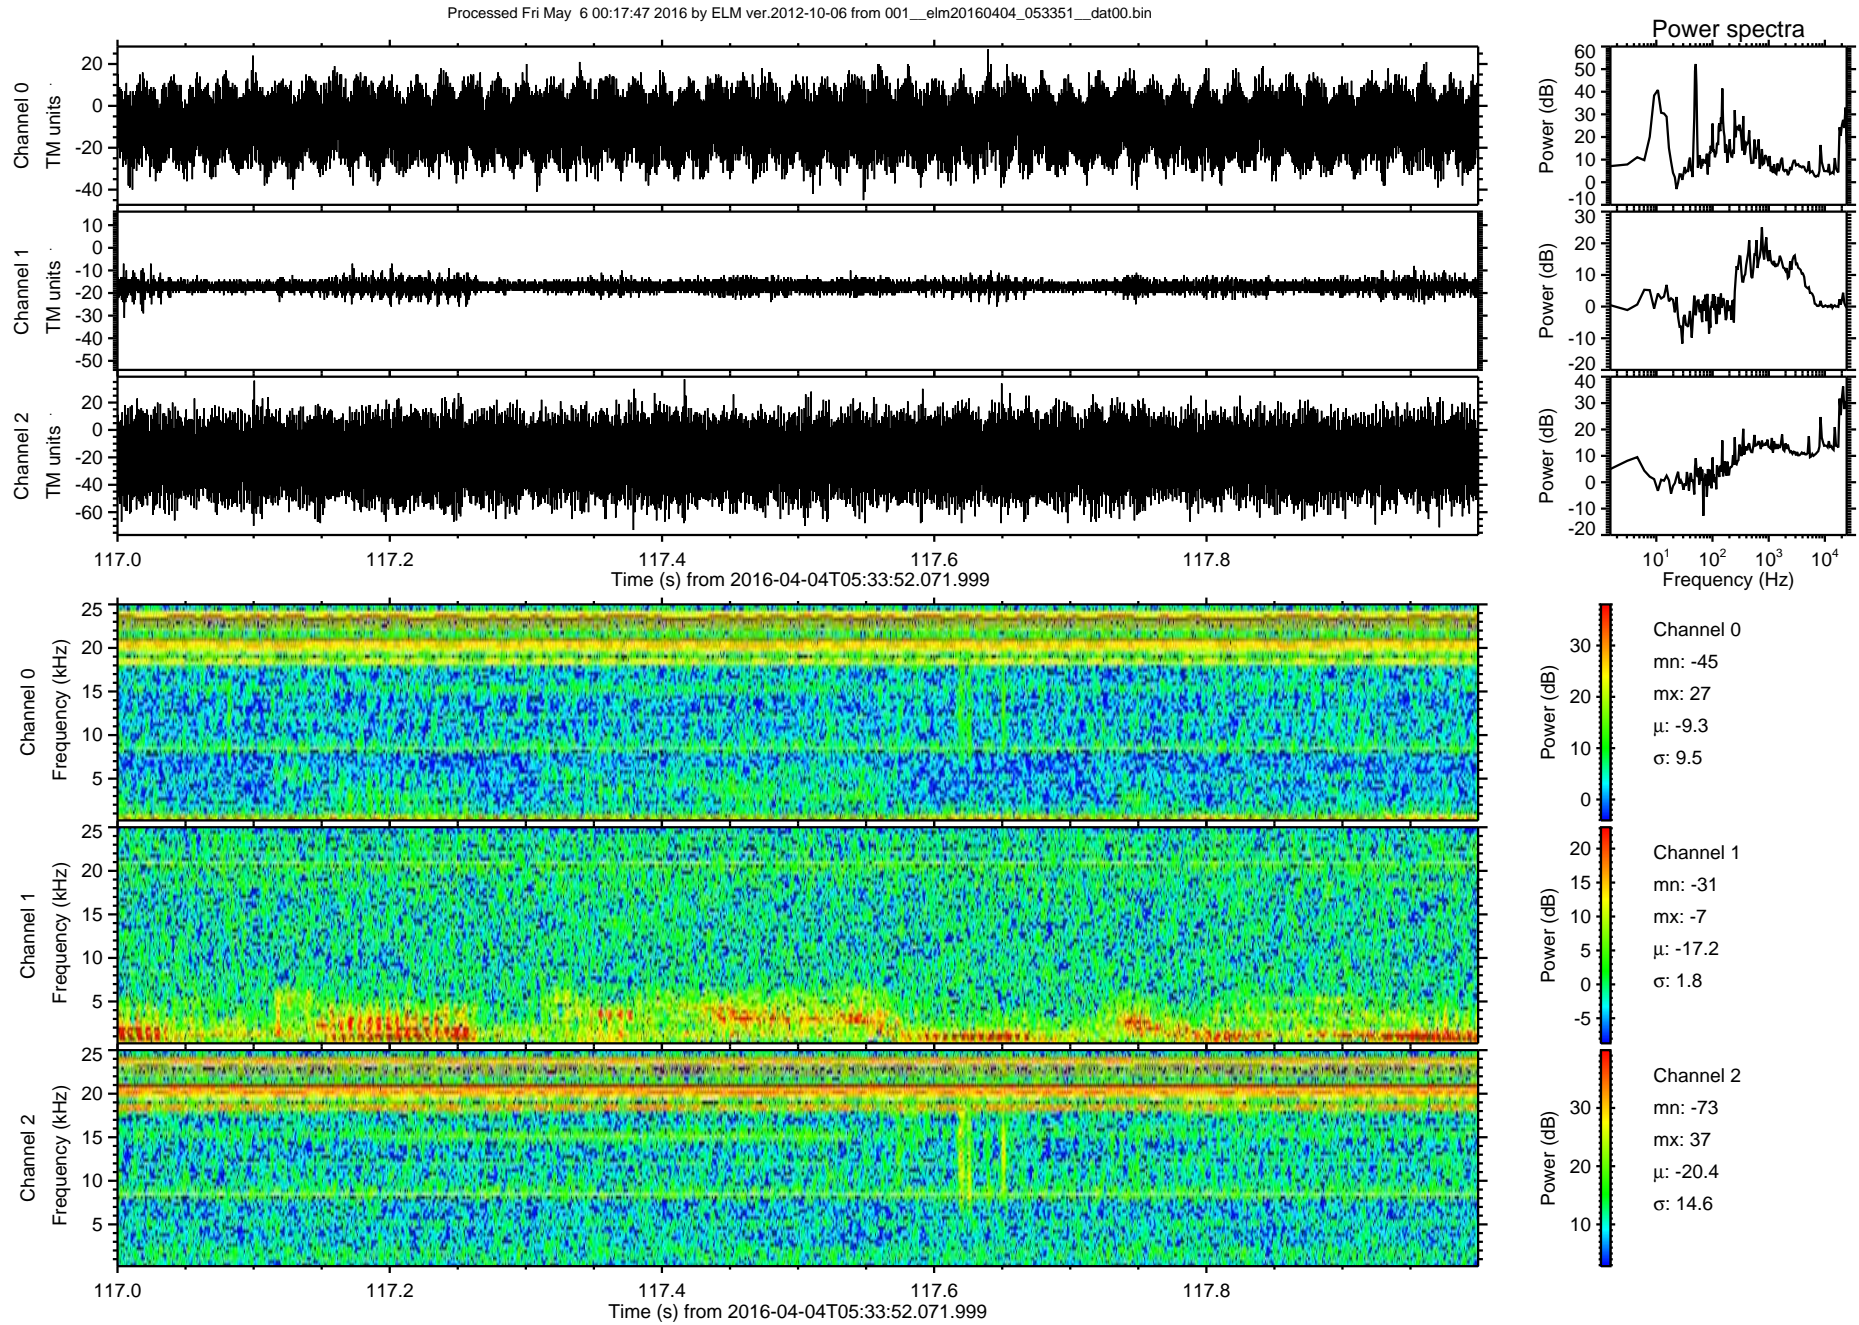 Processed Fri May  6 00:17:47 2016 by ELM ver.2012-10-06 from 001__elm20160404_053351__dat00.bin
Power spectra
Channel 0
TM units
20
0
-20
-40
Power (dB)
60
50
40
30
20
10
0
-10
Channel 1
TM units
10
0
-10
-20
-30
-40
-50
Power (dB)
30
20
10
0
-10
-20
Channel 2
TM units
20
0
-20
-40
-60
Power (dB)
40
30
20
10
0
-10
-20
117.0 117.2 117.4 117.6 117.8
Time (s) from 2016-04-04T05:33:52.071.999
10^1 10^2 10^3 10^4
Frequency (Hz)
Channel 0
Frequency (kHz)
25
20
15
10
5
Power (dB)
30
20
10
0
Channel 0
mn: -45
mx: 27
μ: -9.3
σ: 9.5
Channel 1
Frequency (kHz)
25
20
15
10
5
Power (dB)
20
15
10
5
0
-5
Channel 1
mn: -31
mx: -7
μ: -17.2
σ: 1.8
Channel 2
Frequency (kHz)
25
20
15
10
5
Power (dB)
30
20
10
Channel 2
mn: -73
mx: 37
μ: -20.4
σ: 14.6
117.0 117.2 117.4 117.6 117.8
Time (s) from 2016-04-04T05:33:52.071.999